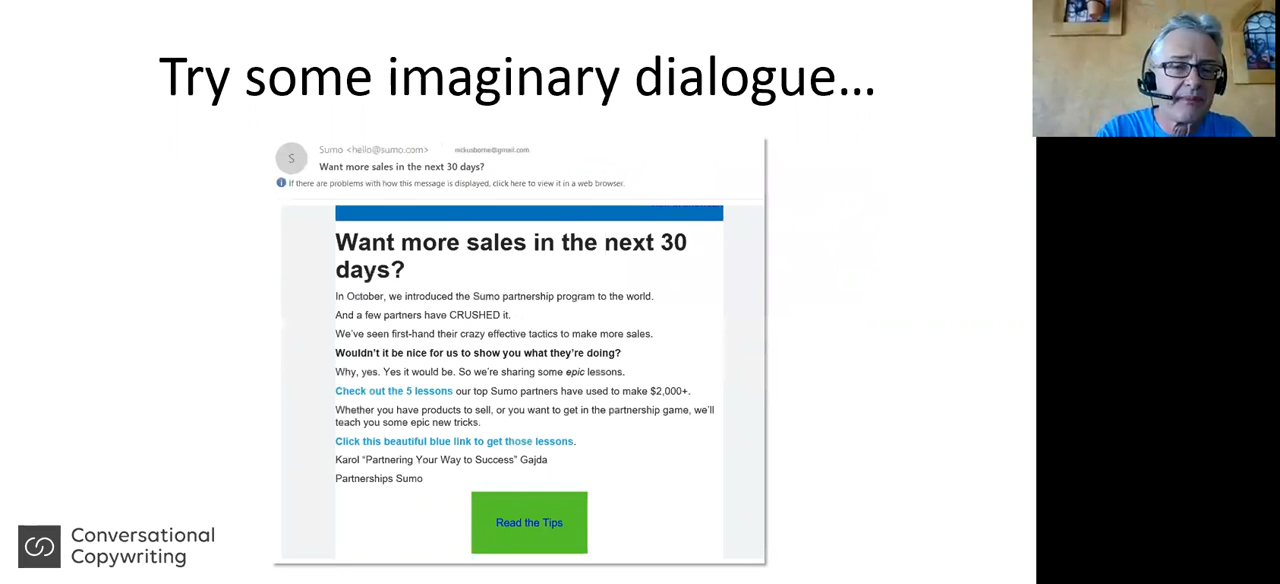 Try some imaginary dialogue...
S
Sumo <hello@sumo.com> nickusborne@gmail.com
Want more sales in the next 30 days?
If there are problems with how this message is displayed, click here to view it in a web browser.
Want more sales in the next 30
days?
In October, we introduced the Sumo partnership program to the world.
And a few partners have CRUSHED it.
We've seen first-hand their crazy effective tactics to make more sales.
Wouldn't it be nice for us to show you what they're doing?
Why, yes. Yes it would be. So we're sharing some epic lessons.
Check out the 5 lessons our top Sumo partners have used to make $2,000+.
Whether you have products to sell, or you want to get in the partnership game, we'll
teach you some epic new tricks.
Click this beautiful blue link to get those lessons.
Karol “Partnering Your Way to Success” Gajda
Partnerships Sumo
Read the Tips
Conversational
Copywriting